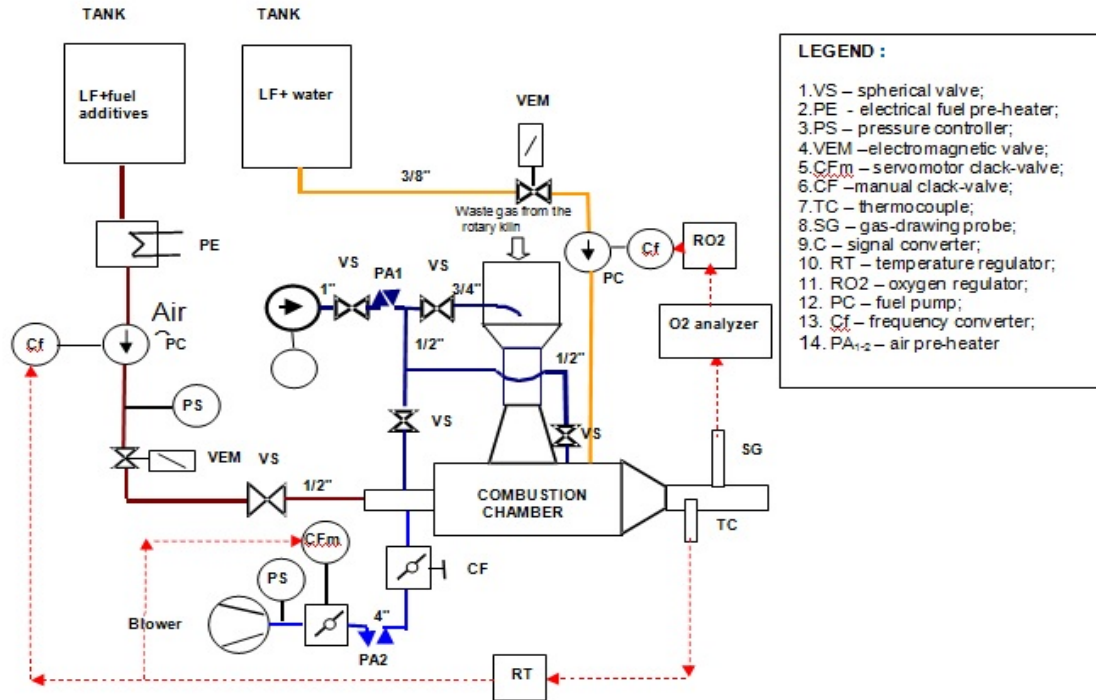 TANK
TANK
LF+fuel
additives
LF+ water
VEM
3/8"
Waste gas from the
rotary kiln
PE
VS
PA1
VS
1"
3/4"
PC
Cf
RO2
Air
PC
Cf
1/2"
1/2"
O2 analyzer
PS
VS
VS
VEM
VS
1/2"
COMBUSTION
CHAMBER
SG
TC
CFm
CF
PS
Blower
4"
PA2
RT
LEGEND :
1.VS – spherical valve;
2.PE - electrical fuel pre-heater;
3.PS – pressure controller;
4.VEM –electromagnetic valve;
5.CFm – servomotor clack-valve;
6.CF –manual clack-valve;
7.TC – thermocouple;
8.SG – gas-drawing probe;
9.C – signal converter;
10. RT – temperature regulator;
11. RO2 – oxygen regulator;
12. PC – fuel pump;
13. Cf – frequency converter;
14. PA₁₋₂ – air pre-heater